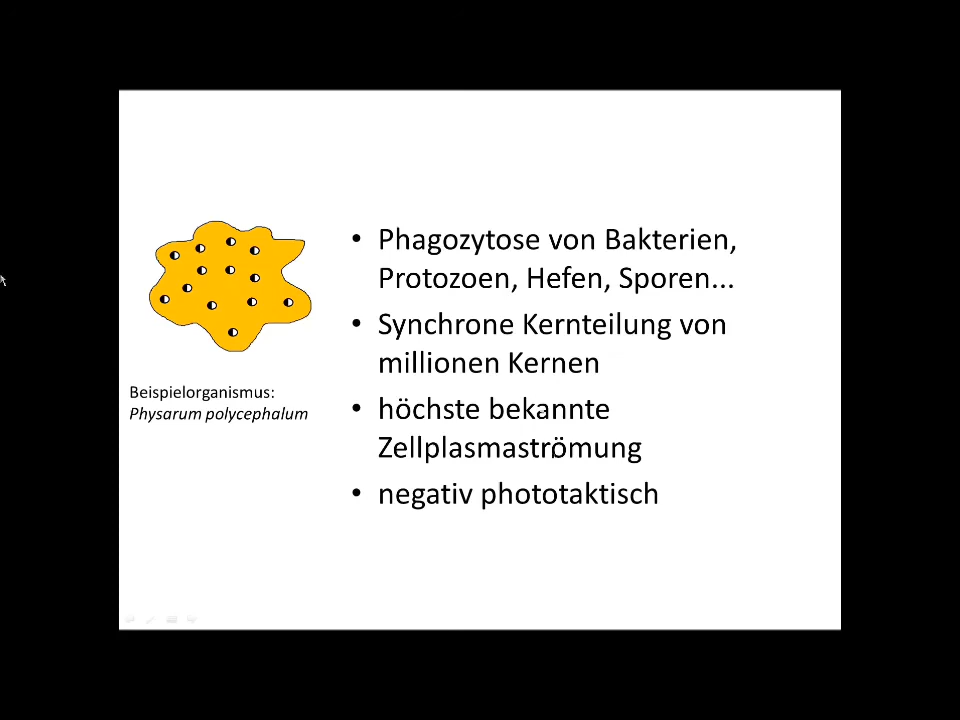 • Phagozytose von Bakterien,
Protozoen, Hefen, Sporen...
• Synchrone Kernteilung von
millionen Kernen
• höchste bekannte
Zellplasmaströmung
• negativ phototaktisch
Beispielorganismus:
Physarum polycephalum